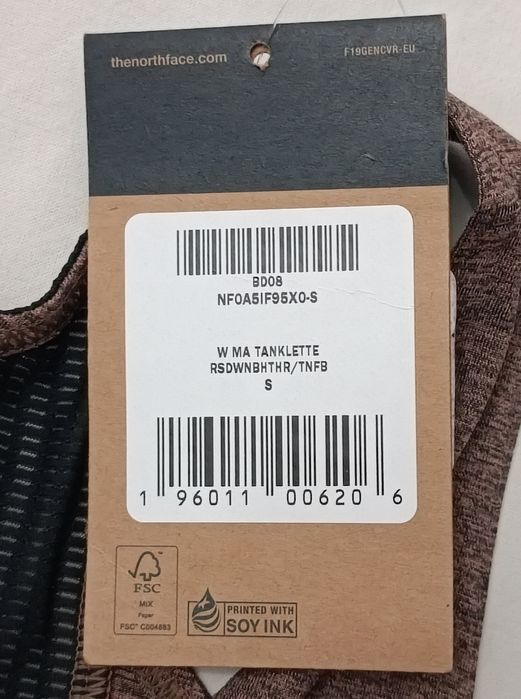 thenorthface.com
F19GENCVR-EU
BD08
NF0A5IF95X0-S
W MA TANKLETTE
RSDWNBHTHR/TNFB
S
1 96011 00620 6
FSC
MIX
Paper
FSC® C004883
PRINTED WITH
SOY INK